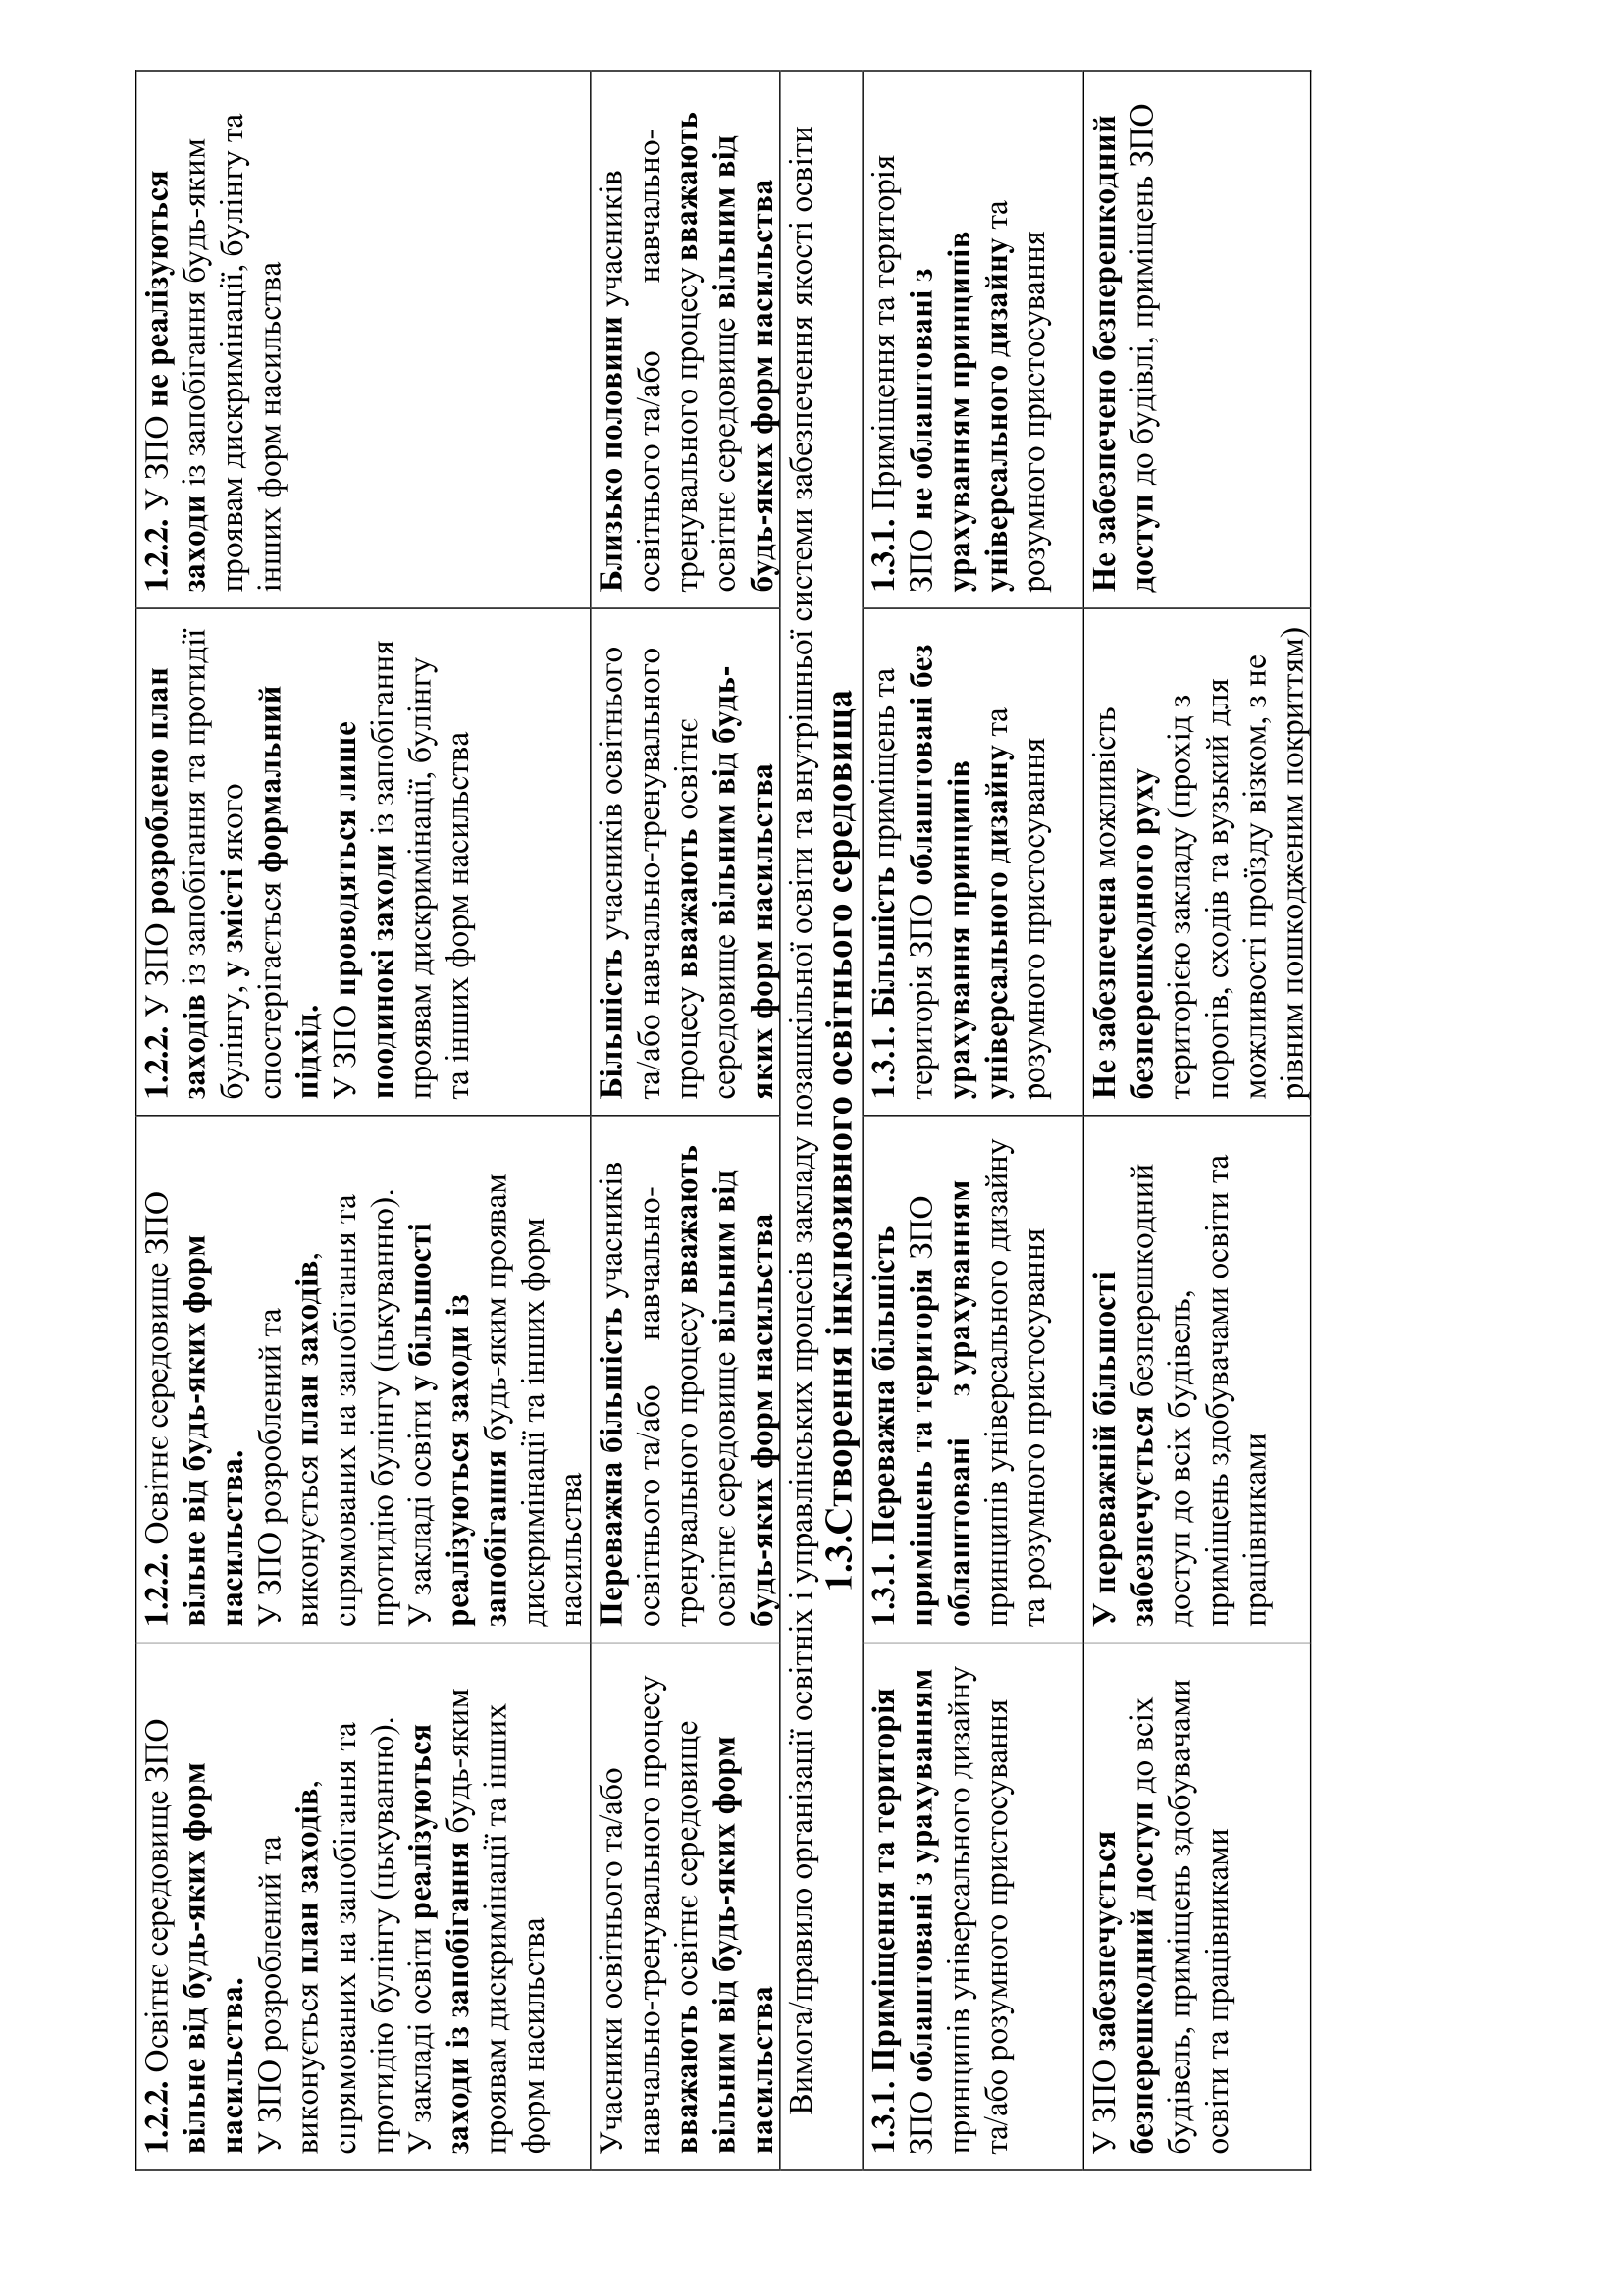 1.2.2. Освітнє середовище ЗПО
вільне від будь-яких форм
насильства.
У ЗПО розроблений та
виконується план заходів,
спрямованих на запобігання та
протидію булінгу (цькуванню).
У закладі освіти реалізуються
заходи із запобігання будь-яким
проявам дискримінації та інших
форм насильства
1.2.2. Освітнє середовище ЗПО
вільне від будь-яких форм
насильства.
У ЗПО розроблений та
виконується план заходів,
спрямованих на запобігання та
протидію булінгу (цькуванню).
У закладі освіти у більшості
реалізуються заходи із
запобігання будь-яким проявам
дискримінації та інших форм
насильства
1.2.2. У ЗПО розроблено план
заходів із запобігання та протидії
булінгу, у змісті якого
спостерігається формальний
підхід.
У ЗПО проводяться лише
поодинокі заходи із запобігання
проявам дискримінації, булінгу
та інших форм насильства
1.2.2. У ЗПО не реалізуються
заходи із запобігання будь-яким
проявам дискримінації, булінгу та
інших форм насильства
Учасники освітнього та/або
навчально-тренувального процесу
вважають освітнє середовище
вільним від будь-яких форм
насильства
Переважна більшість учасників
освітнього та/або навчально-
тренувального процесу вважають
освітнє середовище вільним від
будь-яких форм насильства
Більшість учасників освітнього
та/або навчально-тренувального
процесу вважають освітнє
середовище вільним від будь-
яких форм насильства
Близько половини учасників
освітнього та/або навчально-
тренувального процесу вважають
освітнє середовище вільним від
будь-яких форм насильства
Вимога/правило організації освітніх і управлінських процесів закладу позашкільної освіти та внутрішньої системи забезпечення якості освіти
1.3.Створення інклюзивного освітнього середовища
1.3.1. Приміщення та територія
ЗПО облаштовані з урахуванням
принципів універсального дизайну
та/або розумного пристосування
1.3.1. Переважна більшість
приміщень та територія ЗПО
облаштовані з урахуванням
принципів універсального дизайну
та розумного пристосування
1.3.1. Більшість приміщень та
територія ЗПО облаштовані без
урахування принципів
універсального дизайну та
розумного пристосування
1.3.1. Приміщення та територія
ЗПО не облаштовані з
урахуванням принципів
універсального дизайну та
розумного пристосування
У ЗПО забезпечується
безперешкодний доступ до всіх
будівель, приміщень здобувачами
освіти та працівниками
У переважній більшості
забезпечується безперешкодний
доступ до всіх будівель,
приміщень здобувачами освіти та
працівниками
Не забезпечена можливість
безперешкодного руху
територією закладу (прохід з
порогів, сходів та вузький для
можливості проїзду візком, з не
рівним пошкодженим покриттям)
Не забезпечено безперешкодний
доступ до будівлі, приміщень ЗПО